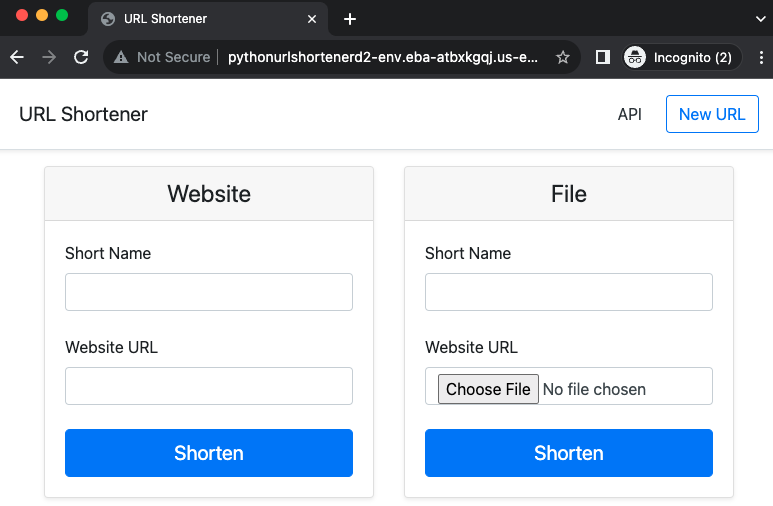 URL Shortener
Not Secure
pythonurlshortenerd2-env.eba-atbxkgqj.us-e...
Incognito (2)
URL Shortener
API
New URL
Website
Short Name
Website URL
Shorten
File
Short Name
Website URL
Choose File No file chosen
Shorten